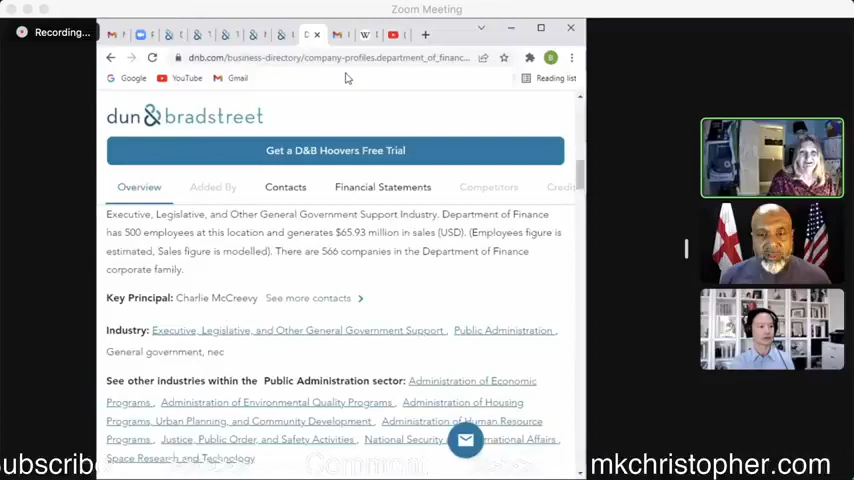 Zoom Meeting
Recording...
dnb.com/business-directory/company-profiles.department_of_financ...
Google YouTube Gmail Reading list
dun & bradstreet
Get a D&B Hoovers Free Trial
Overview Added By Contacts Financial Statements Competitors Credit
Executive, Legislative, and Other General Government Support Industry. Department of Finance
has 500 employees at this location and generates $65.93 million in sales (USD). (Employees figure is
estimated, Sales figure is modelled). There are 566 companies in the Department of Finance
corporate family.
Key Principal: Charlie McCreevy See more contacts
Industry: Executive, Legislative, and Other General Government Support , Public Administration ,
General government, nec
See other industries within the Public Administration sector: Administration of Economic
Programs , Administration of Environmental Quality Programs , Administration of Housing
Programs, Urban Planning, and Community Development , Administration of Human Resource
Programs , Justice, Public Order, and Safety Activities , National Security International Affairs ,
Space Research and Technology
ubscribe Comment mkchristopher.com